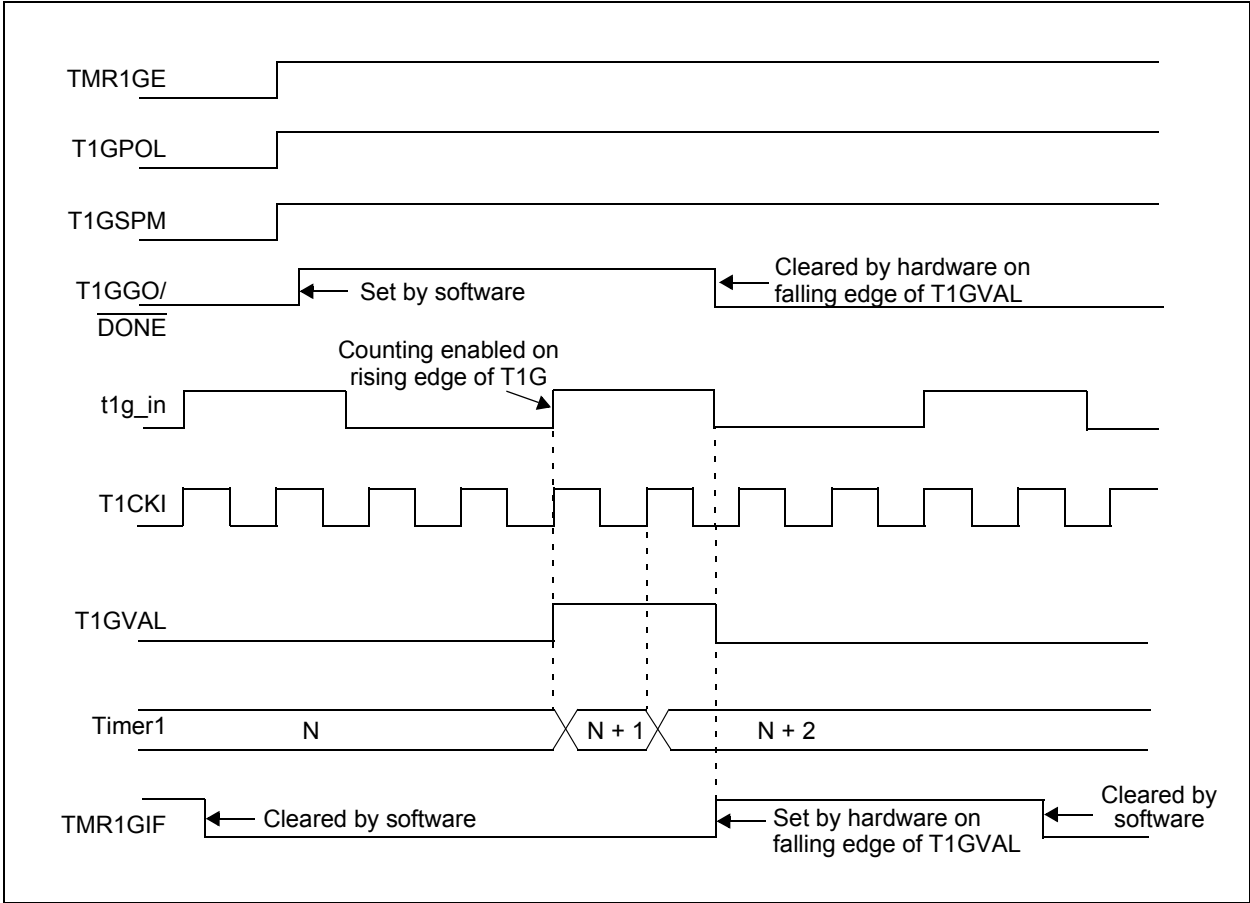 TMR1GE
T1GPOL
T1GSPM
T1GGO/
DONE
Set by software
Cleared by hardware on
falling edge of T1GVAL
Counting enabled on
rising edge of T1G
t1g_in
T1CKI
T1GVAL
Timer1
N
N + 1
N + 2
TMR1GIF
Cleared by software
Set by hardware on
falling edge of T1GVAL
Cleared by
software